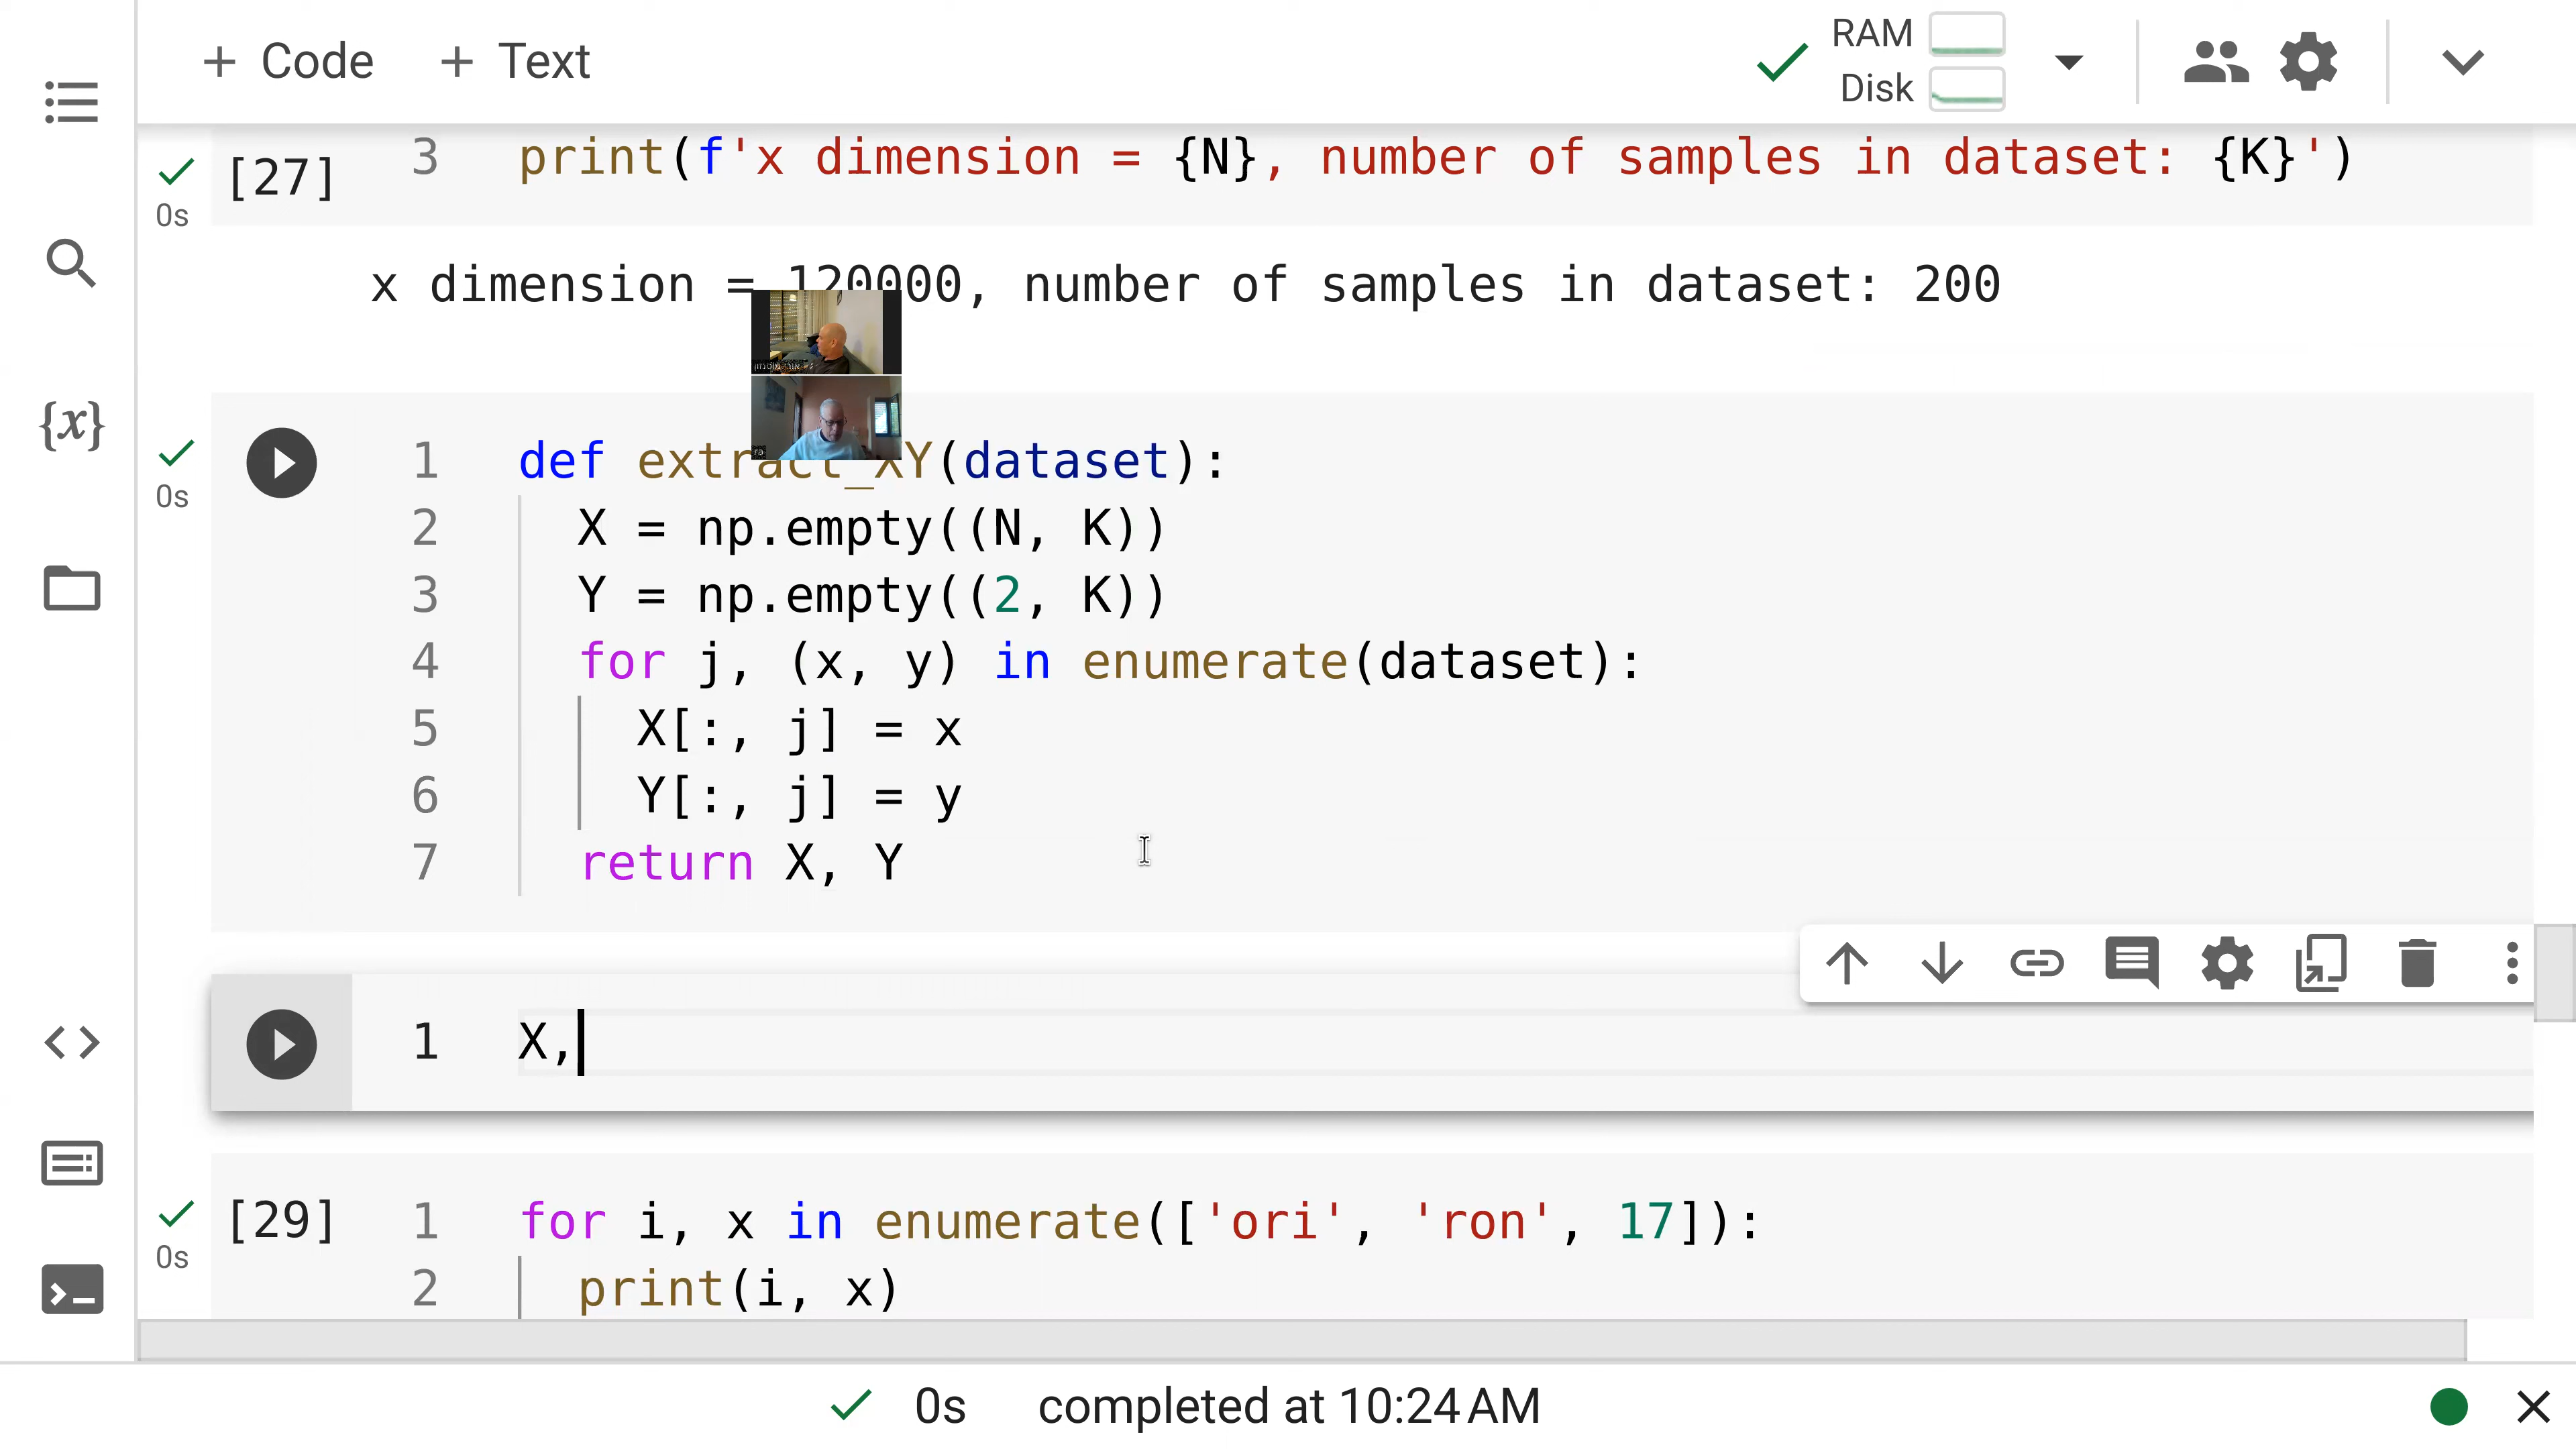 + Code + Text
RAM
Disk
[27] 3 print(f'x dimension = {N}, number of samples in dataset: {K}')
0s
x dimension = 120000, number of samples in dataset: 200
{x}
1 def extract_XY(dataset):
0s
2 X = np.empty((N, K))
3 Y = np.empty((2, K))
4 for j, (x, y) in enumerate(dataset):
5 X[:, j] = x
6 Y[:, j] = y
7 return X, Y
1 X,
[29] 1 for i, x in enumerate(['ori', 'ron', 17]):
0s
2 print(i, x)
0s completed at 10:24 AM